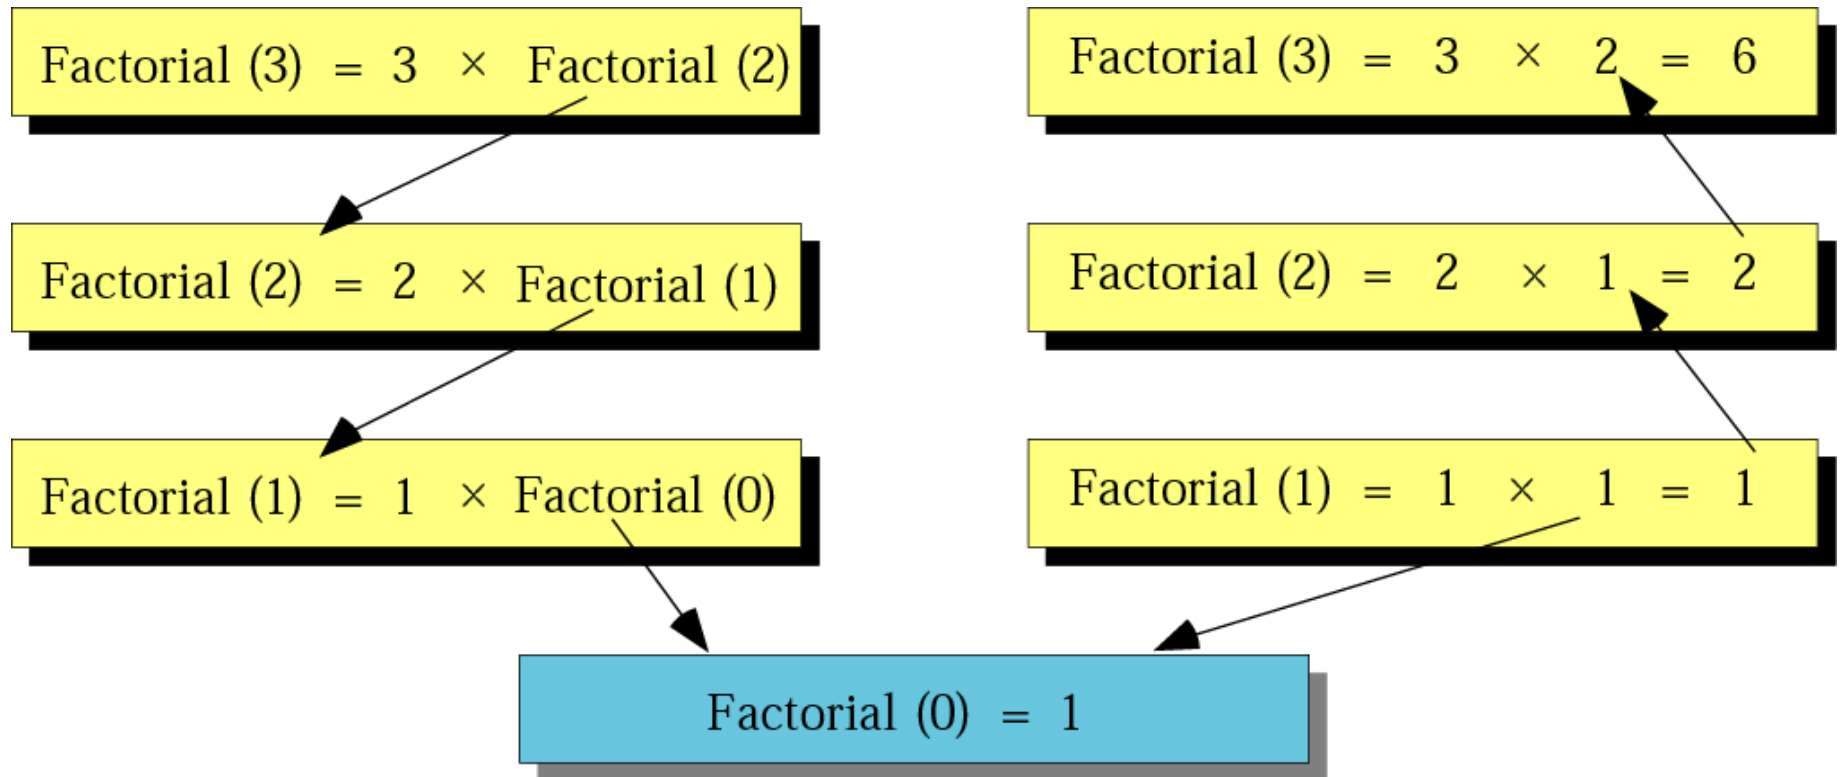 Factorial (3) = 3 × Factorial (2)
Factorial (2) = 2 × Factorial (1)
Factorial (1) = 1 × Factorial (0)
Factorial (3) = 3 × 2 = 6
Factorial (2) = 2 × 1 = 2
Factorial (1) = 1 × 1 = 1
Factorial (0) = 1